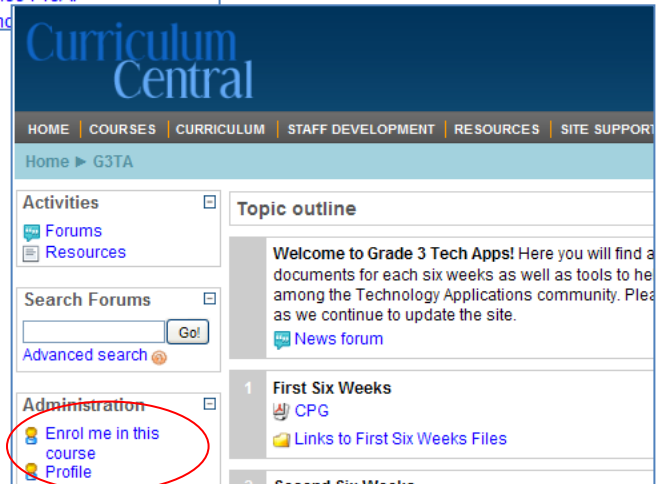 Curriculum
Central
HOME | COURSES | CURRICULUM | STAFF DEVELOPMENT | RESOURCES | SITE SUPPORT
Home ► G3TA
Activities
Forums
Resources
Search Forums
Go!
Advanced search
Administration
Enrol me in this
course
Profile
Topic outline
Welcome to Grade 3 Tech Apps! Here you will find a
documents for each six weeks as well as tools to he
among the Technology Applications community. Plea
as we continue to update the site.
News forum
1 First Six Weeks
CPG
Links to First Six Weeks Files
2 Second Six Weeks